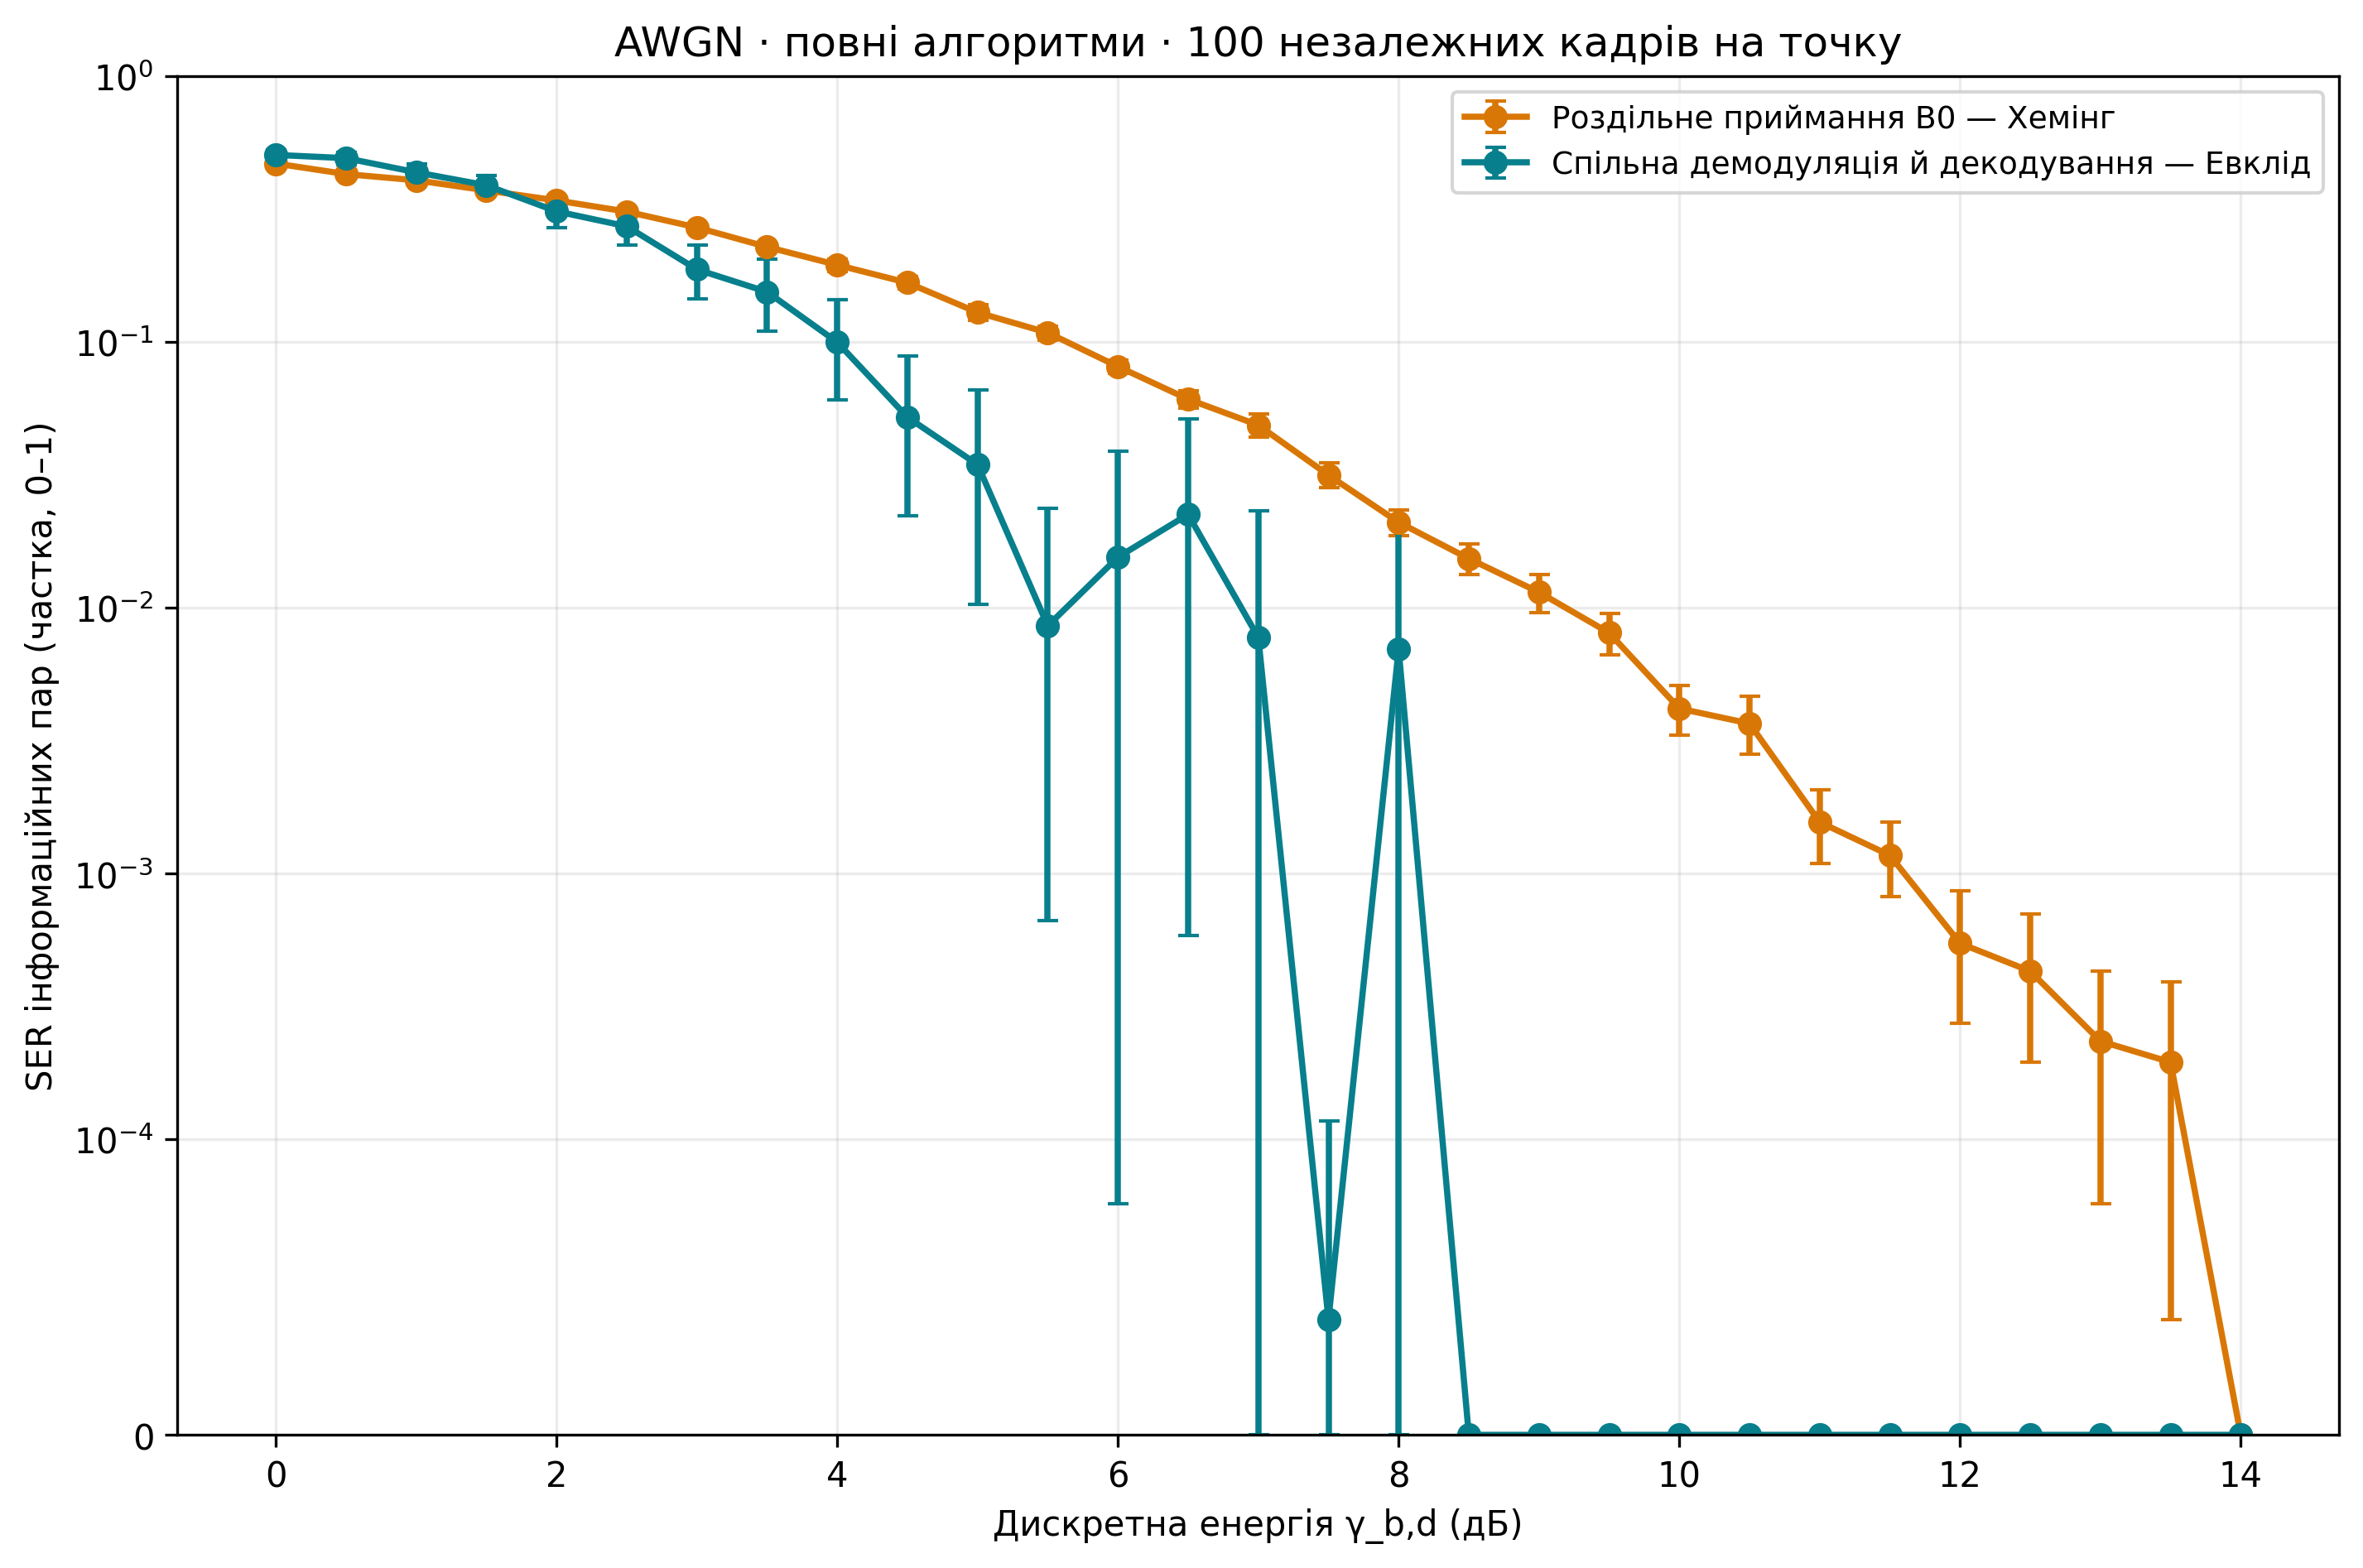 AWGN · повні алгоритми · 100 незалежних кадрів на точку
Роздільне приймання B0 — Хемінг
Спільна демодуляція й декодування — Евклід
SER інформаційних пар (частка, 0–1)
10⁰
10⁻¹
10⁻²
10⁻³
10⁻⁴
0
0 2 4 6 8 10 12 14
Дискретна енергія γ_b,d (дБ)